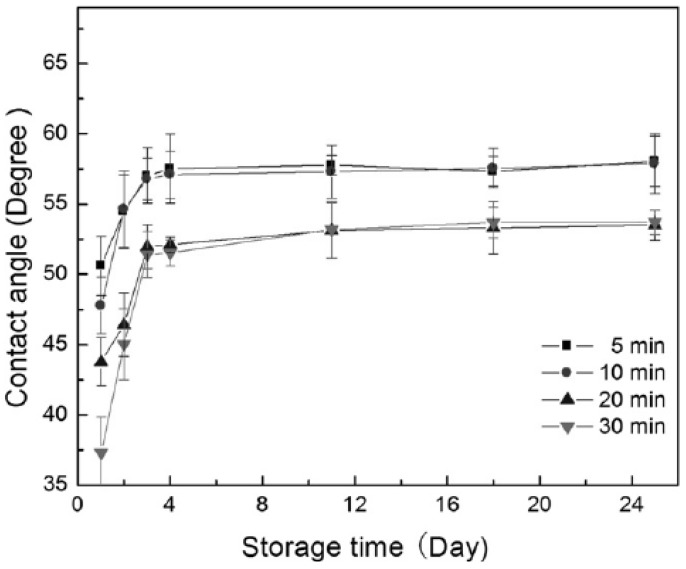 65
60
55
50
45
40
35
Contact angle (Degree)
5 min
10 min
20 min
30 min
0 4 8 12 16 20 24
Storage time (Day)